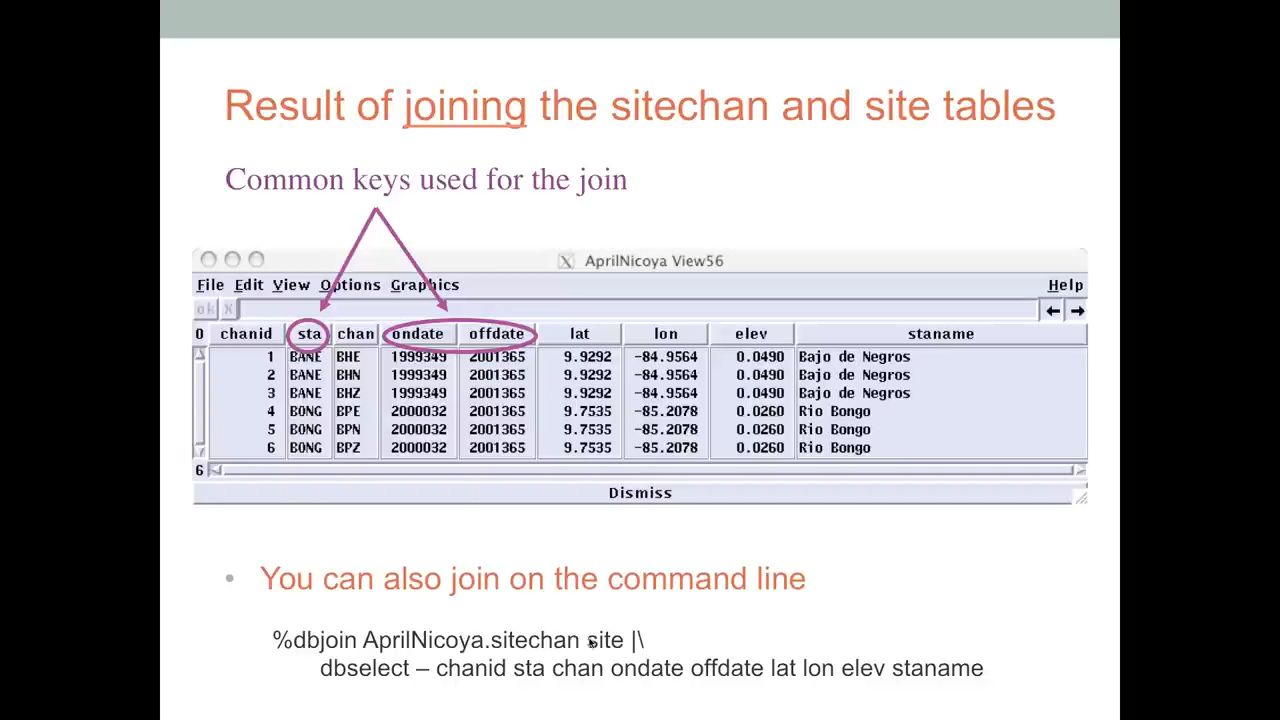 Result of joining the sitechan and site tables
Common keys used for the join
X AprilNicoya View56
File Edit View Options Graphics Help
ok X
0 chanid sta chan ondate offdate lat lon elev staname
1 BANE BHE 1999349 2001365 9.9292 -84.9564 0.0490 Bajo de Negros
2 BANE BHN 1999349 2001365 9.9292 -84.9564 0.0490 Bajo de Negros
3 BANE BHZ 1999349 2001365 9.9292 -84.9564 0.0490 Bajo de Negros
4 BONG BPE 2000032 2001365 9.7535 -85.2078 0.0260 Rio Bongo
5 BONG BPN 2000032 2001365 9.7535 -85.2078 0.0260 Rio Bongo
6 BONG BPZ 2000032 2001365 9.7535 -85.2078 0.0260 Rio Bongo
6
Dismiss
• You can also join on the command line
%dbjoin AprilNicoya.sitechan site |\
dbselect – chanid sta chan ondate offdate lat lon elev staname